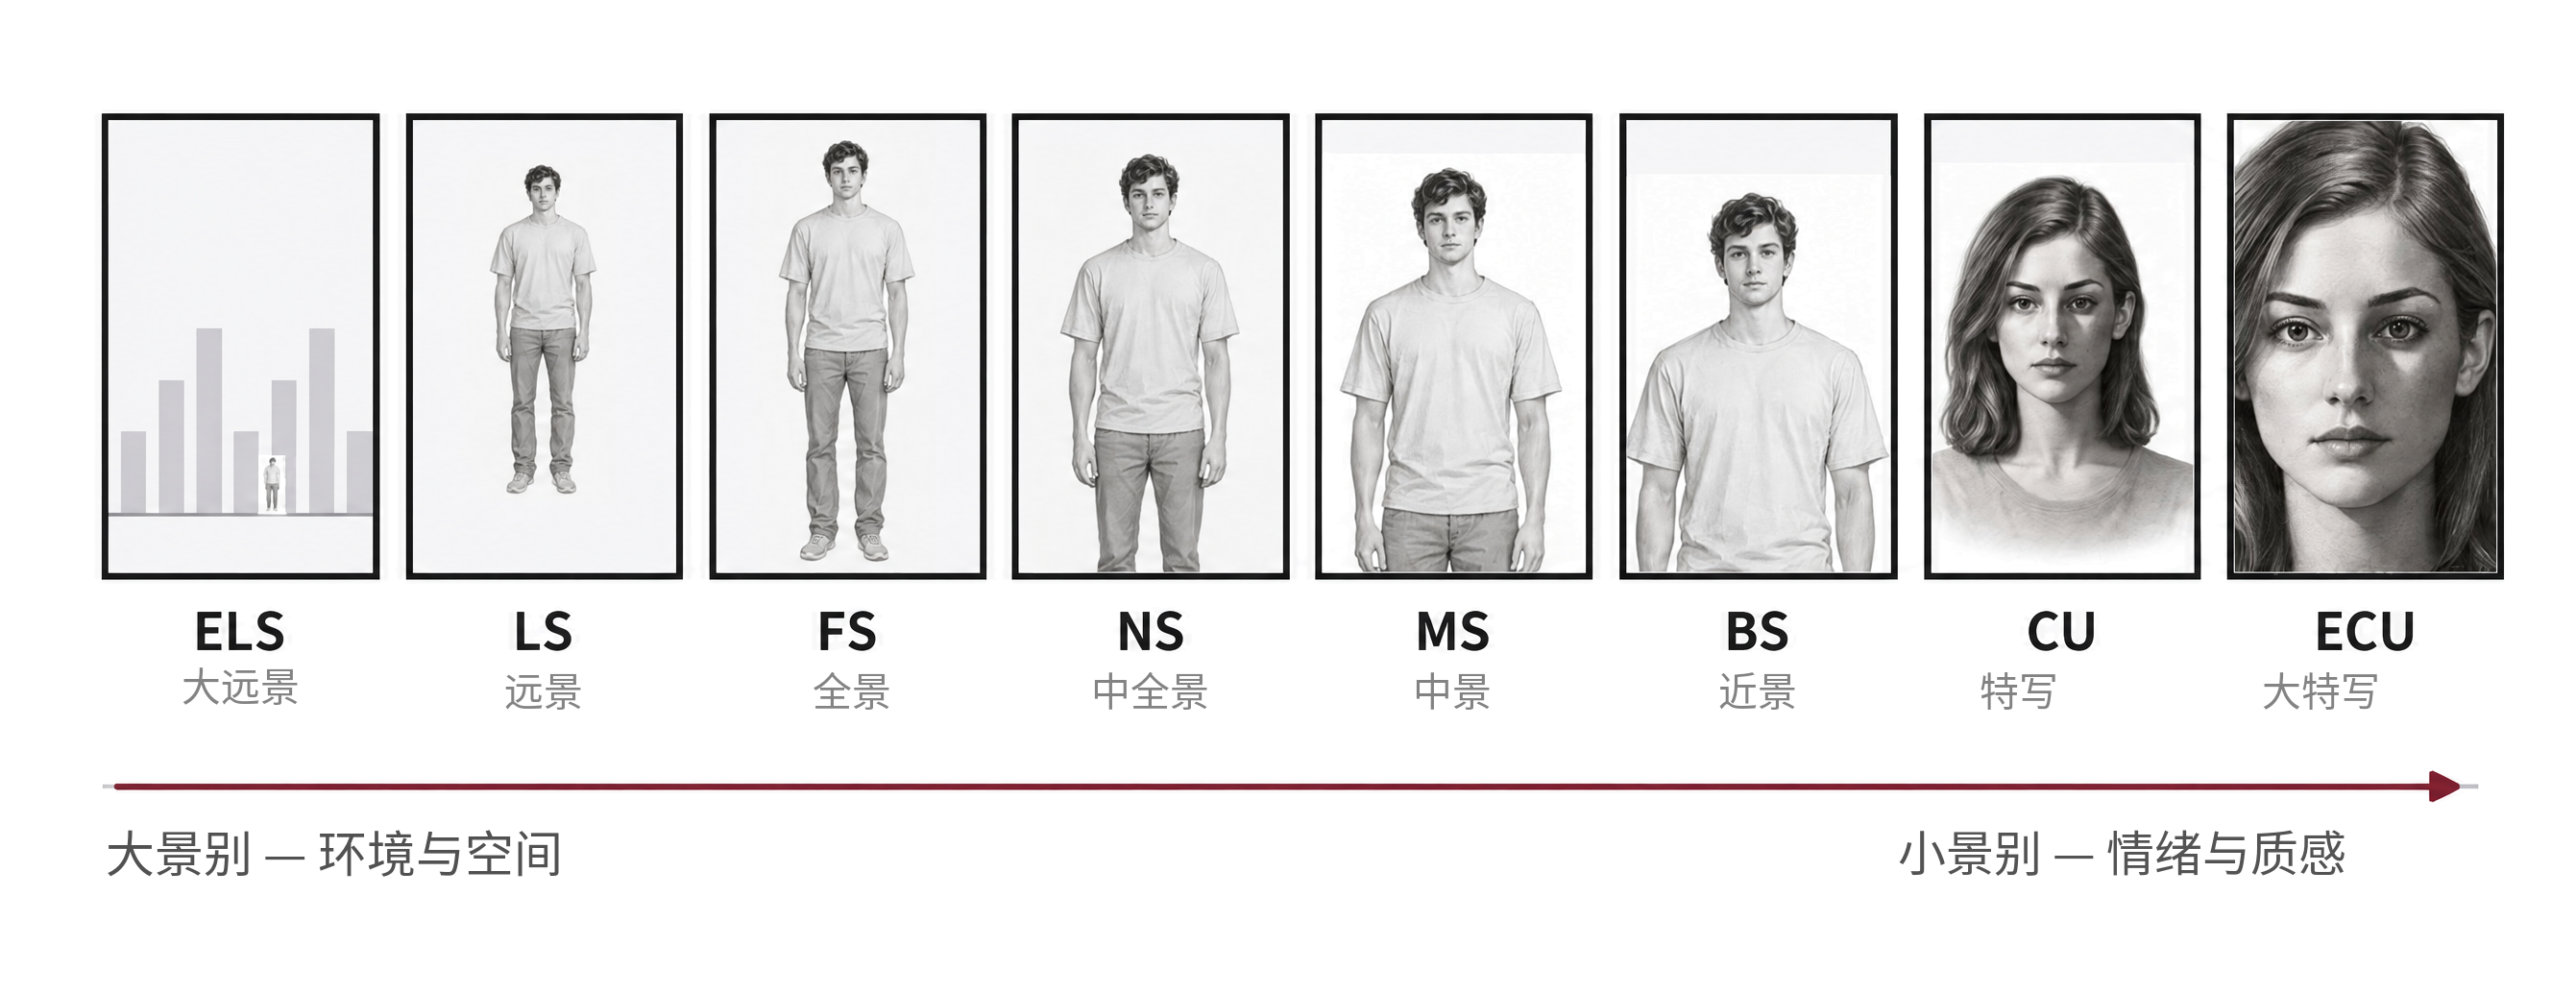 ELS
大远景
LS
远景
FS
全景
NS
中全景
MS
中景
BS
近景
CU
特写
ECU
大特写
大景别 — 环境与空间
小景别 — 情绪与质感